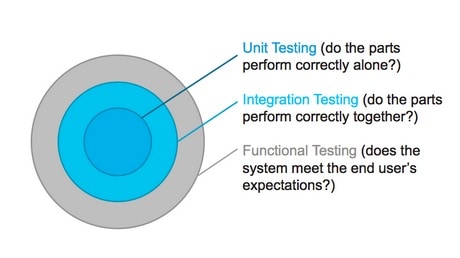 Unit Testing (do the parts
perform correctly alone?)
Integration Testing (do the parts
perform correctly together?)
Functional Testing (does the
system meet the end user's
expectations?)